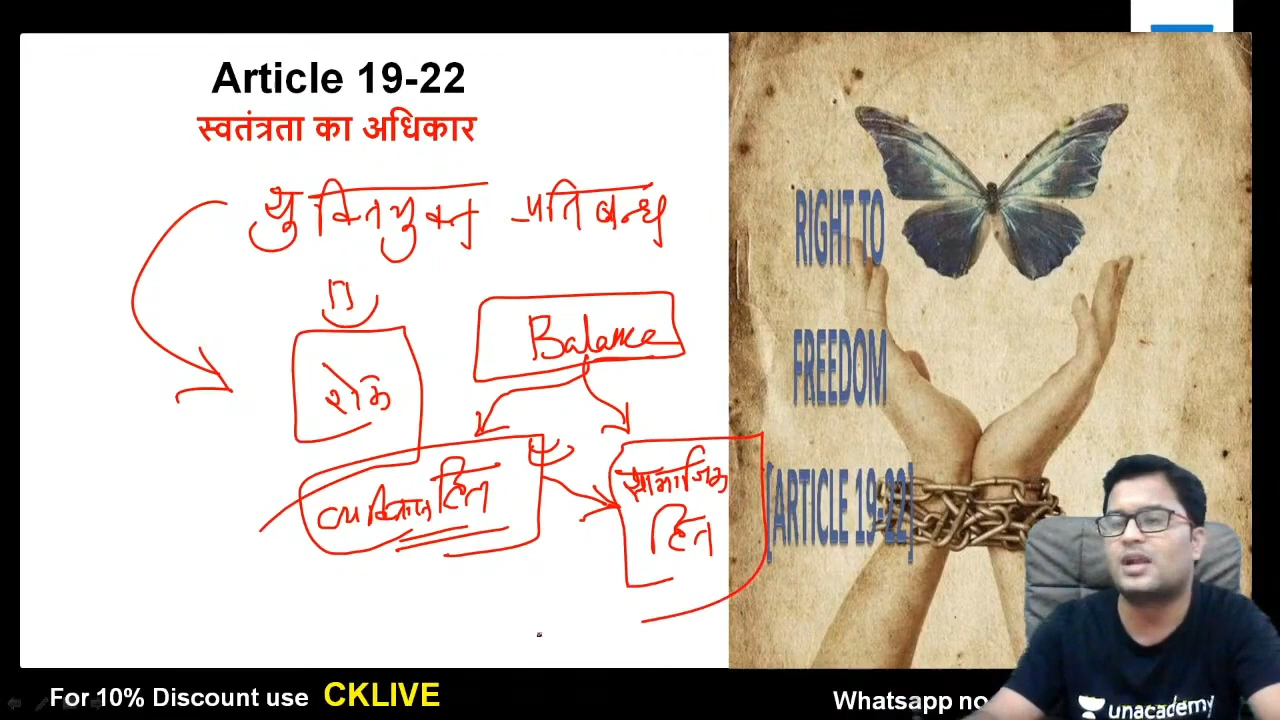 Article 19-22
स्वतंत्रता का अधिकार
युक्तियुक्त प्रतिबन्ध
Balance
रोक
व्यक्तिगत हित
सामाजिक
हित
RIGHT TO
FREEDOM
[ARTICLE 19-22]
For 10% Discount use CKLIVE
Whatsapp no
unacademy